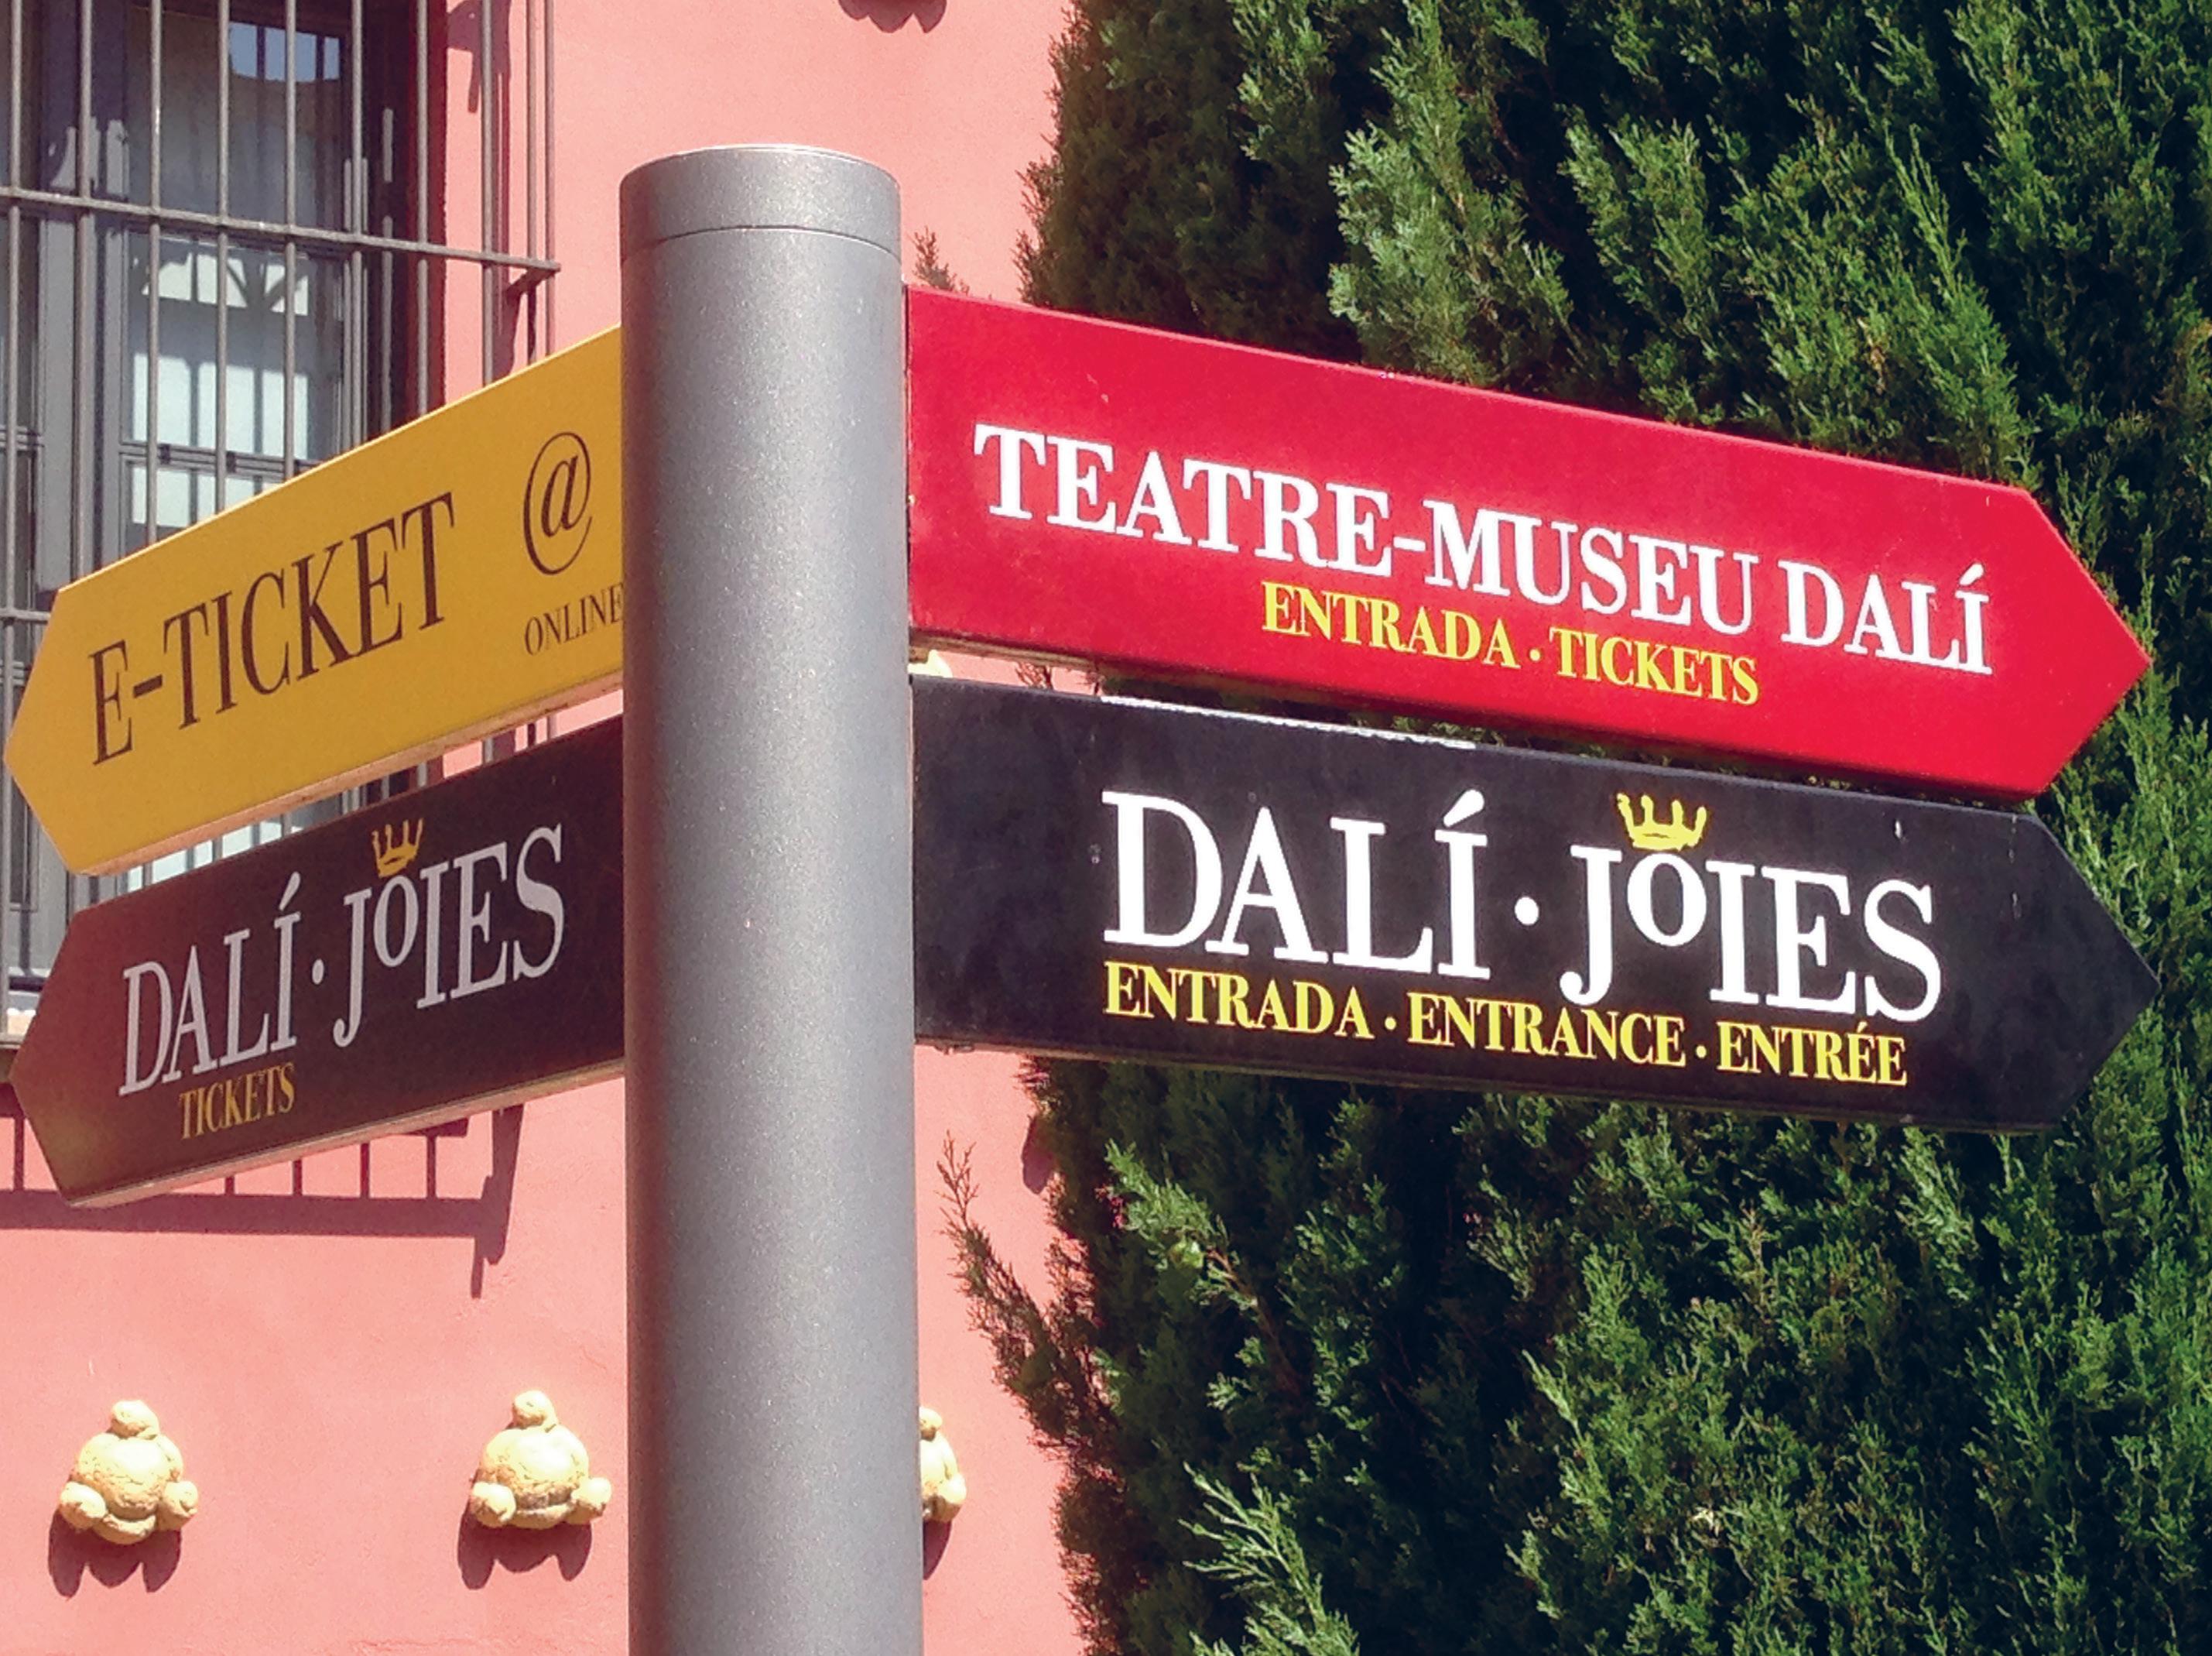 E-TICKET @
ONLINE
DALÍ·JOIES
TICKETS
TEATRE-MUSEU DALÍ
ENTRADA · TICKETS
DALÍ·JOIES
ENTRADA · ENTRANCE · ENTRÉE